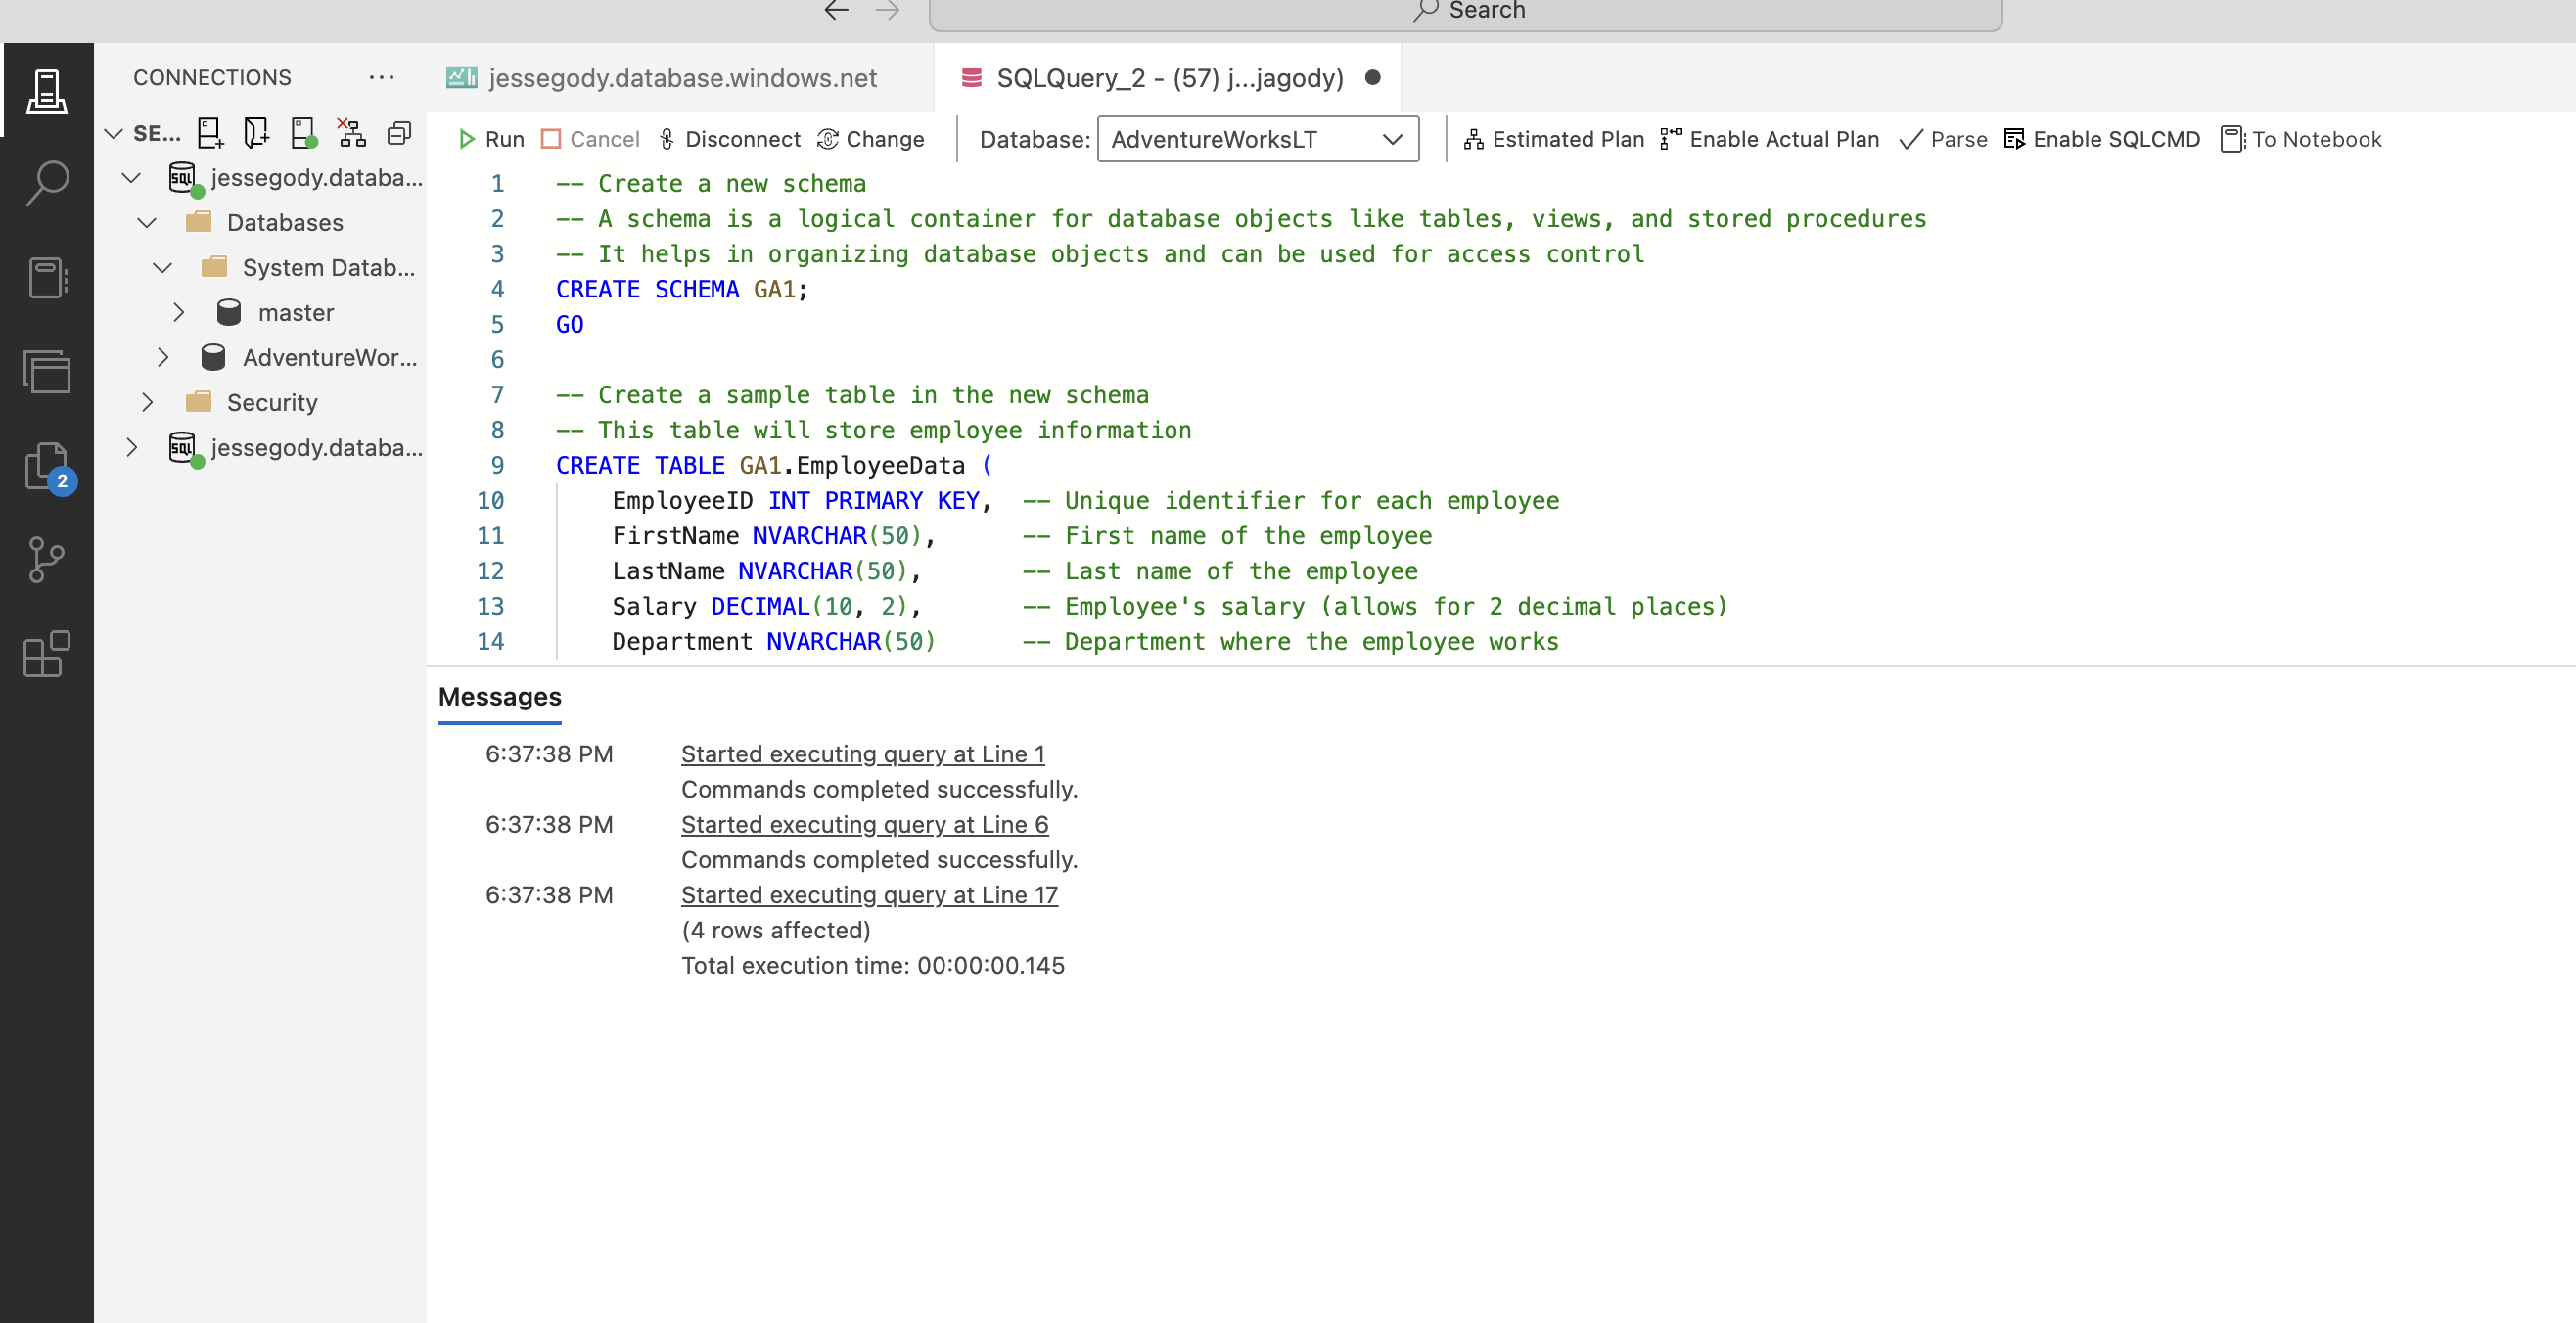 Search
CONNECTIONS ···
SE...
jessegody.databa...
Databases
System Datab...
master
AdventureWor...
Security
jessegody.databa...
2
jessegody.database.windows.net
SQLQuery_2 - (57) j...jagody)
Run Cancel Disconnect Change Database: AdventureWorksLT Estimated Plan Enable Actual Plan Parse Enable SQLCMD To Notebook
1 -- Create a new schema
2 -- A schema is a logical container for database objects like tables, views, and stored procedures
3 -- It helps in organizing database objects and can be used for access control
4 CREATE SCHEMA GA1;
5 GO
6
7 -- Create a sample table in the new schema
8 -- This table will store employee information
9 CREATE TABLE GA1.EmployeeData (
10 EmployeeID INT PRIMARY KEY, -- Unique identifier for each employee
11 FirstName NVARCHAR(50), -- First name of the employee
12 LastName NVARCHAR(50), -- Last name of the employee
13 Salary DECIMAL(10, 2), -- Employee's salary (allows for 2 decimal places)
14 Department NVARCHAR(50) -- Department where the employee works
Messages
6:37:38 PM Started executing query at Line 1
Commands completed successfully.
6:37:38 PM Started executing query at Line 6
Commands completed successfully.
6:37:38 PM Started executing query at Line 17
(4 rows affected)
Total execution time: 00:00:00.145